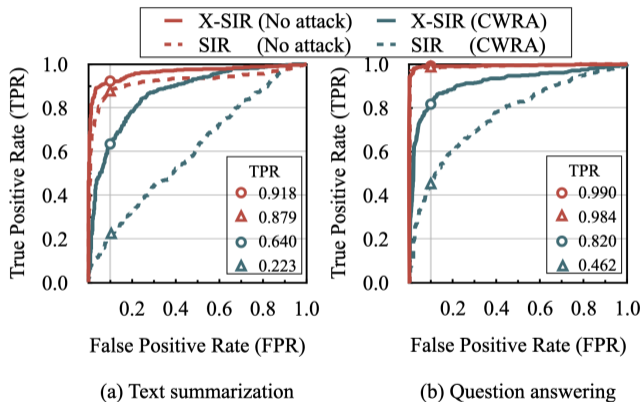 X-SIR (No attack) X-SIR (CWRA)
SIR (No attack) SIR (CWRA)
True Positive Rate (TPR)
1.0
0.8
0.6
0.4
0.2
0.0
TPR
0.918
0.879
0.640
0.223
0.2 0.4 0.6 0.8 1.0
False Positive Rate (FPR)
(a) Text summarization
True Positive Rate (TPR)
1.0
0.8
0.6
0.4
0.2
0.0
TPR
0.990
0.984
0.820
0.462
0.2 0.4 0.6 0.8 1.0
False Positive Rate (FPR)
(b) Question answering